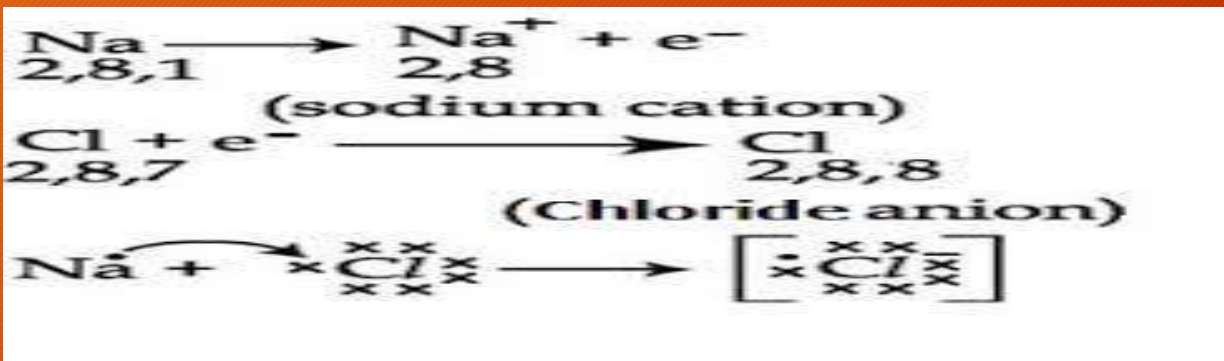 Na ⟶ Na⁺ + e⁻
2,8,1 2,8
(sodium cation)
Cl + e⁻ ⟶ Cl
2,8,7 2,8,8
(Chloride anion)
Na + Cl ⟶ [Cl]